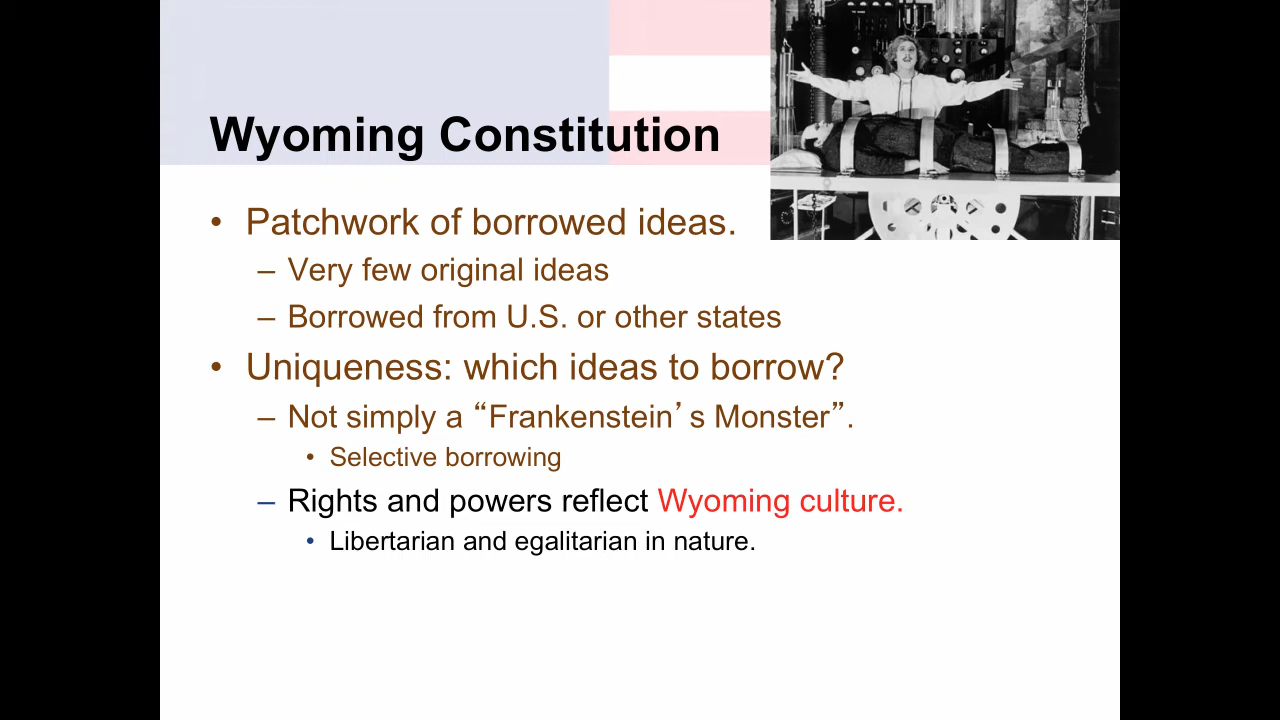 Wyoming Constitution
• Patchwork of borrowed ideas.
– Very few original ideas
– Borrowed from U.S. or other states
• Uniqueness: which ideas to borrow?
– Not simply a “Frankenstein’s Monster”.
• Selective borrowing
– Rights and powers reflect Wyoming culture.
• Libertarian and egalitarian in nature.